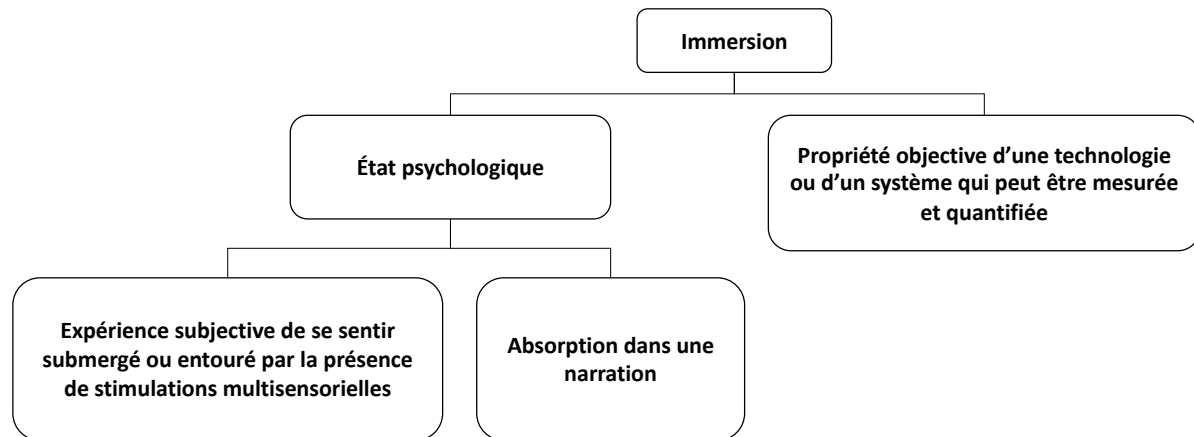 Immersion
État psychologique
Propriété objective d’une technologie
ou d’un système qui peut être mesurée
et quantifiée
Expérience subjective de se sentir
submergé ou entouré par la présence
de stimulations multisensorielles
Absorption dans une
narration